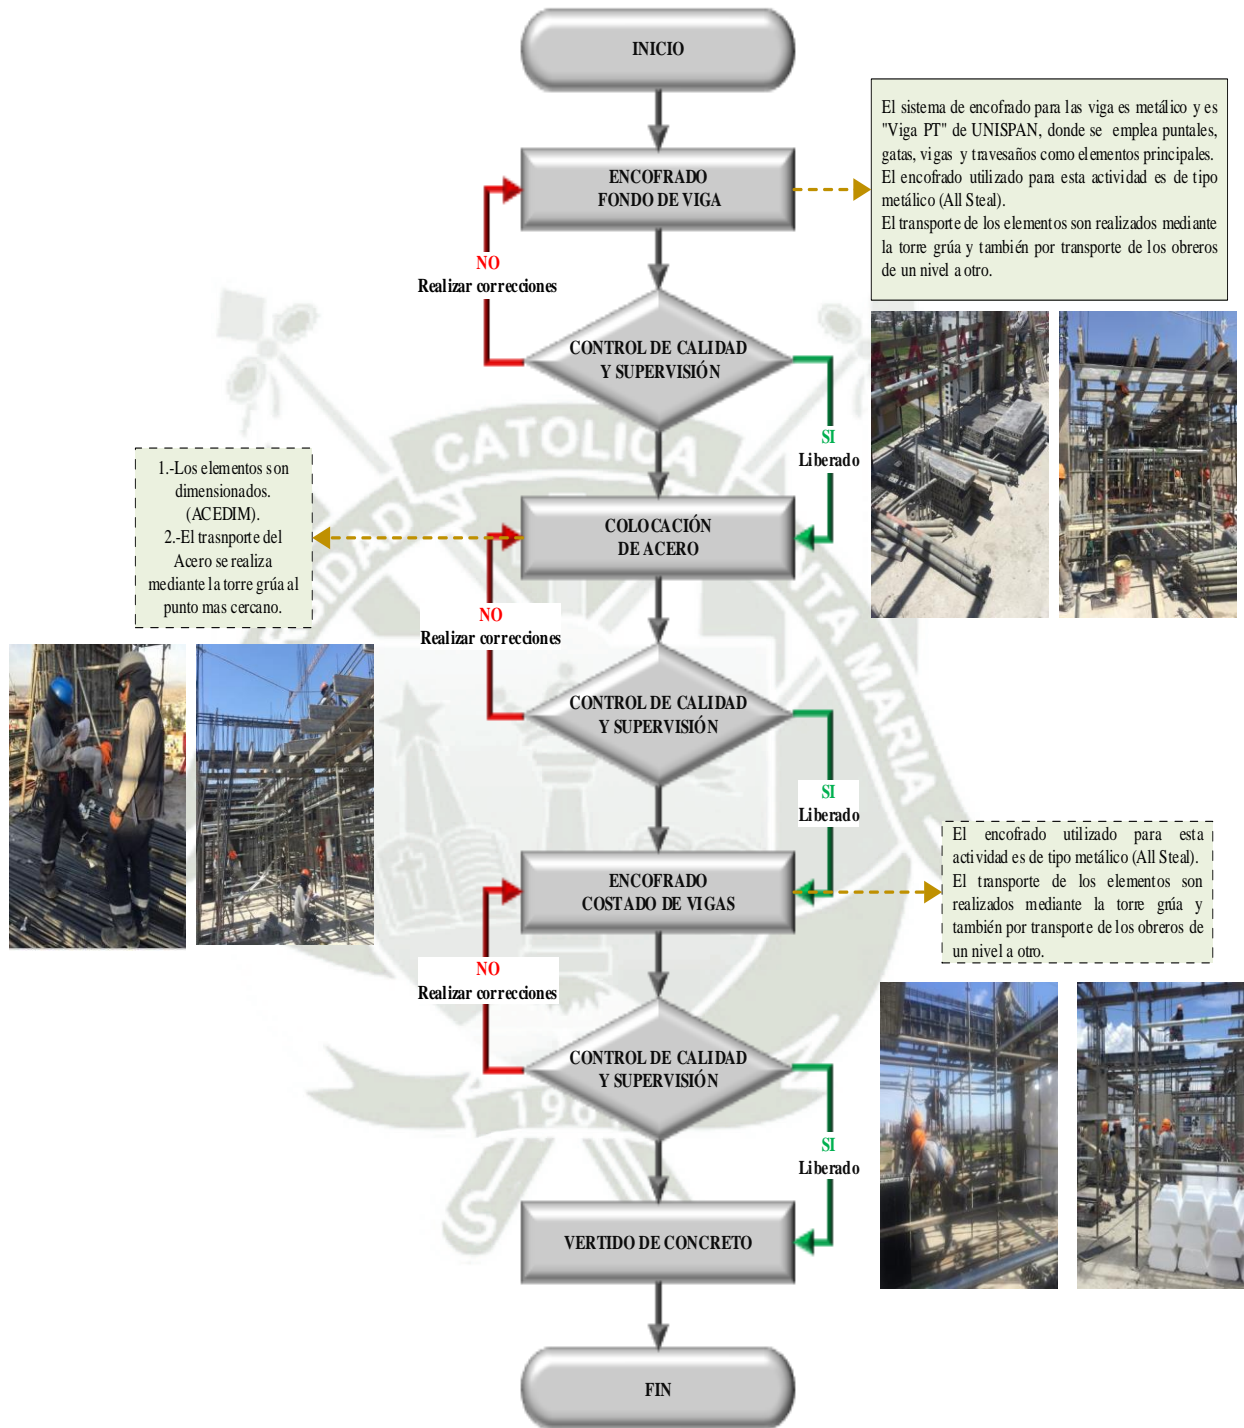 INICIO
El sistema de encofrado para las viga es metálico y es
"Viga PT" de UNISPAN, donde se emplea puntales,
gatas, vigas y travesaños como elementos principales.
El encofrado utilizado para esta actividad es de tipo
metálico (All Steal).
El transporte de los elementos son realizados mediante
la torre grúa y también por transporte de los obreros
de un nivel a otro.
ENCOFRADO
FONDO DE VIGA
NO
Realizar correcciones
CONTROL DE CALIDAD
Y SUPERVISIÓN
SI
Liberado
CATOLICA
SIDAD
NTA MARIA
1.-Los elementos son
dimensionados.
(ACEDIM).
2.-El trasnporte del
Acero se realiza
mediante la torre grúa al
punto mas cercano.
COLOCACIÓN
DE ACERO
NO
Realizar correcciones
CONTROL DE CALIDAD
Y SUPERVISIÓN
SI
Liberado
El encofrado utilizado para esta
actividad es de tipo metálico (All Steal).
El transporte de los elementos son
realizados mediante la torre grúa y
también por transporte de los obreros de
un nivel a otro.
ENCOFRADO
COSTADO DE VIGAS
NO
Realizar correcciones
CONTROL DE CALIDAD
Y SUPERVISIÓN
196
SI
Liberado
VERTIDO DE CONCRETO
FIN